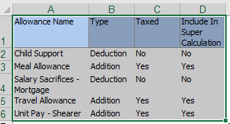 A B C D
1 Allowance Name Type Taxed Include In
Super
Calculation
2 Child Support Deduction No No
3 Meal Allowance Addition Yes Yes
Salary Sacrifices - Deduction No No
4 Mortgage
5 Travel Allowance Addition Yes Yes
6 Unit Pay - Shearer Addition Yes Yes